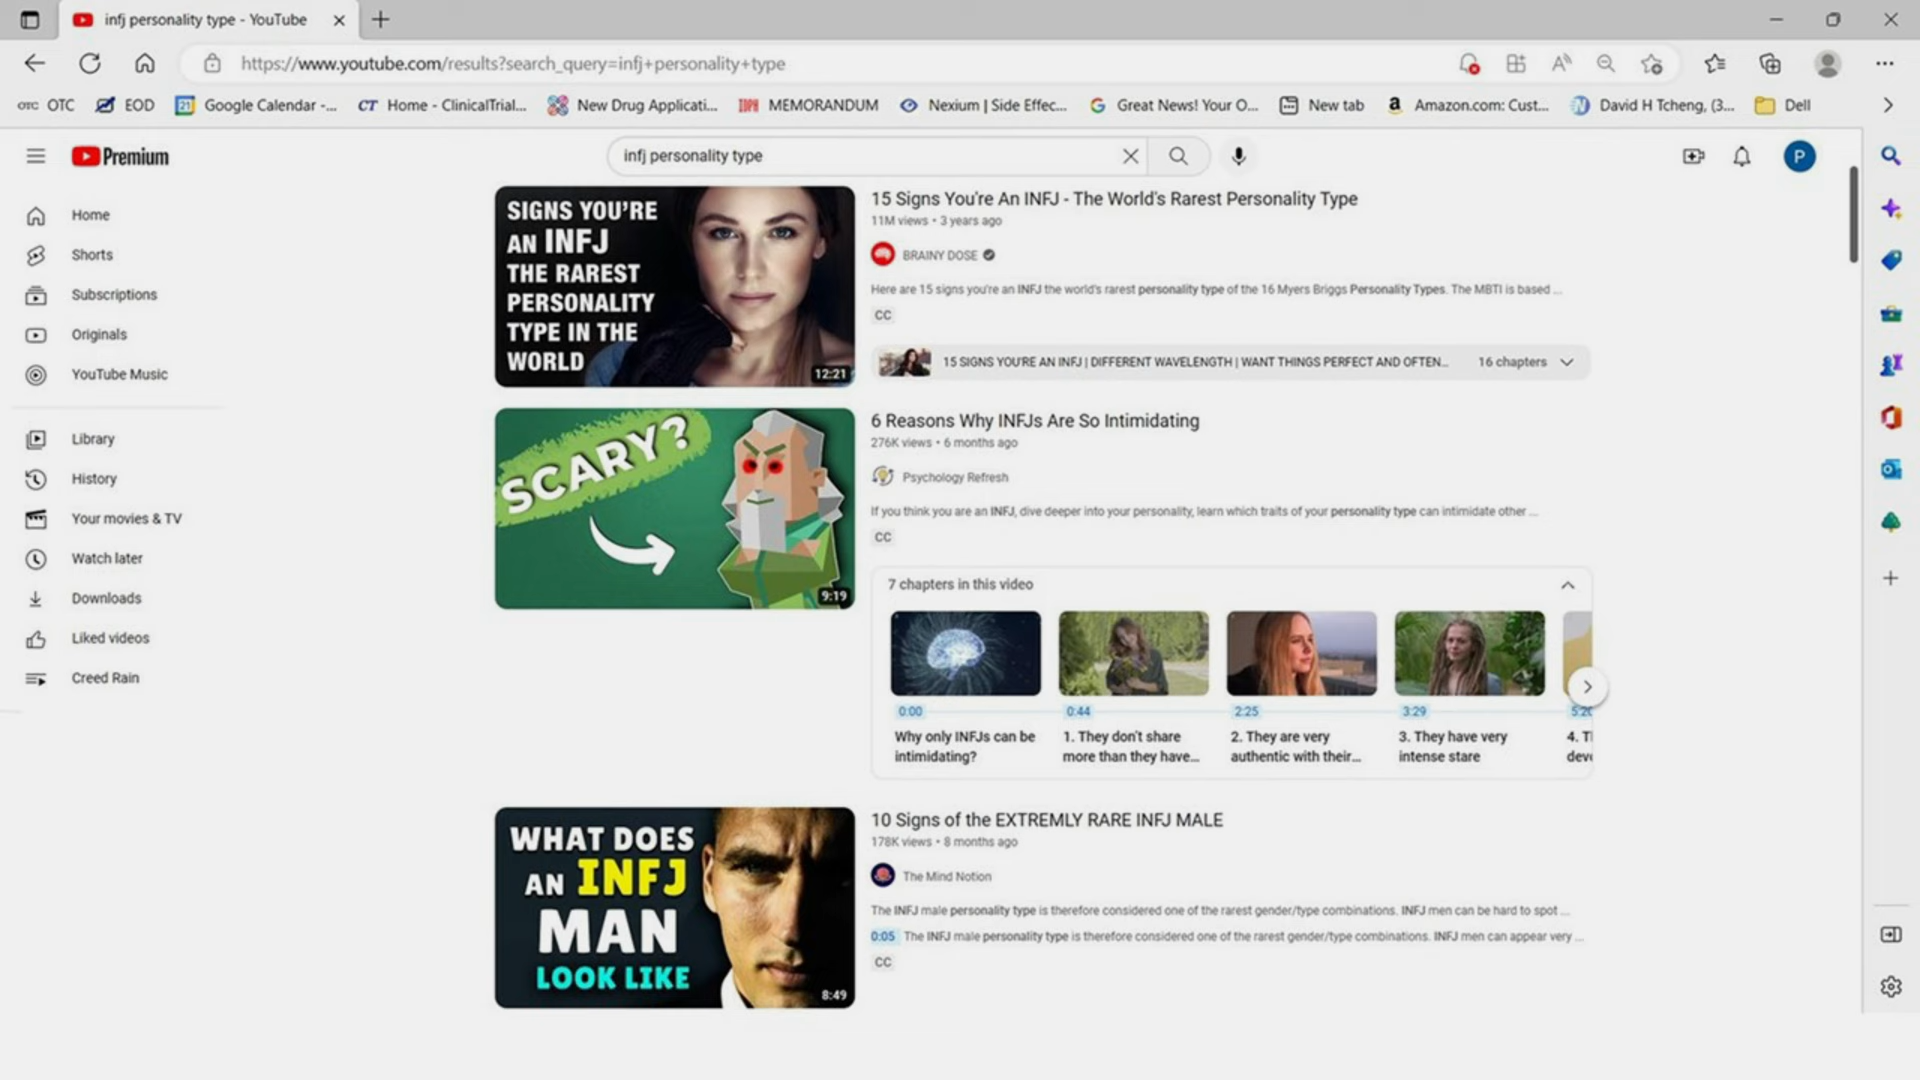 infj personality type - YouTube
https://www.youtube.com/results?search_query=infj+personality+type
OTC OTC
EOD
21 Google Calendar -...
CT Home - ClinicalTrial...
New Drug Applicati...
IDPH MEMORANDUM
Nexium | Side Effec...
G Great News! Your O...
New tab
a Amazon.com: Cust...
N David H Tcheng, (3...
Dell
Premium
infj personality type
P
Home
Shorts
Subscriptions
Originals
YouTube Music
Library
History
Your movies & TV
Watch later
Downloads
Liked videos
Creed Rain
SIGNS YOU'RE
AN INFJ
THE RAREST
PERSONALITY
TYPE IN THE
WORLD
12:21
15 Signs You're An INFJ - The World's Rarest Personality Type
11M views • 3 years ago
BRAINY DOSE
Here are 15 signs you're an INFJ the world's rarest personality type of the 16 Myers Briggs Personality Types. The MBTI is based ...
CC
15 SIGNS YOU'RE AN INFJ | DIFFERENT WAVELENGTH | WANT THINGS PERFECT AND OFTEN...
16 chapters
SCARY?
9:19
6 Reasons Why INFJs Are So Intimidating
276K views • 6 months ago
Psychology Refresh
If you think you are an INFJ, dive deeper into your personality, learn which traits of your personality type can intimidate other ...
CC
7 chapters in this video
0:00
Why only INFJs can be
intimidating?
0:44
1. They don't share
more than they have...
2:25
2. They are very
authentic with their...
3:29
3. They have very
intense stare
WHAT DOES
AN INFJ
MAN
LOOK LIKE
8:49
10 Signs of the EXTREMLY RARE INFJ MALE
178K views • 8 months ago
The Mind Notion
The INFJ male personality type is therefore considered one of the rarest gender/type combinations. INFJ men can be hard to spot ...
0:05 The INFJ male personality type is therefore considered one of the rarest gender/type combinations. INFJ men can appear very ...
CC